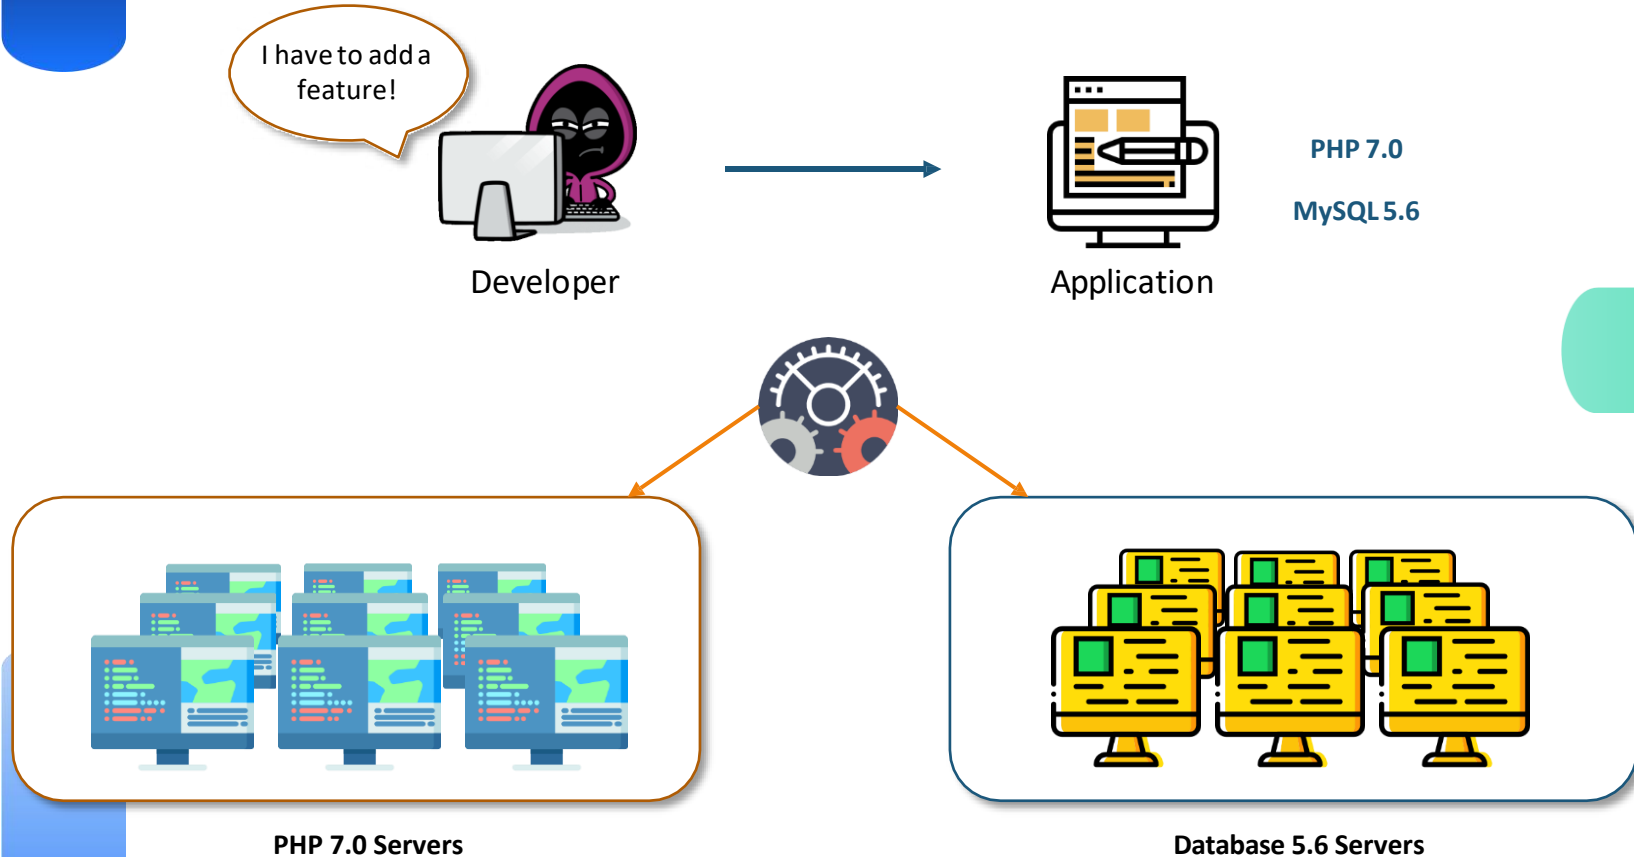 I have to add a
feature!
PHP 7.0
MySQL 5.6
Developer
Application
PHP 7.0 Servers
Database 5.6 Servers